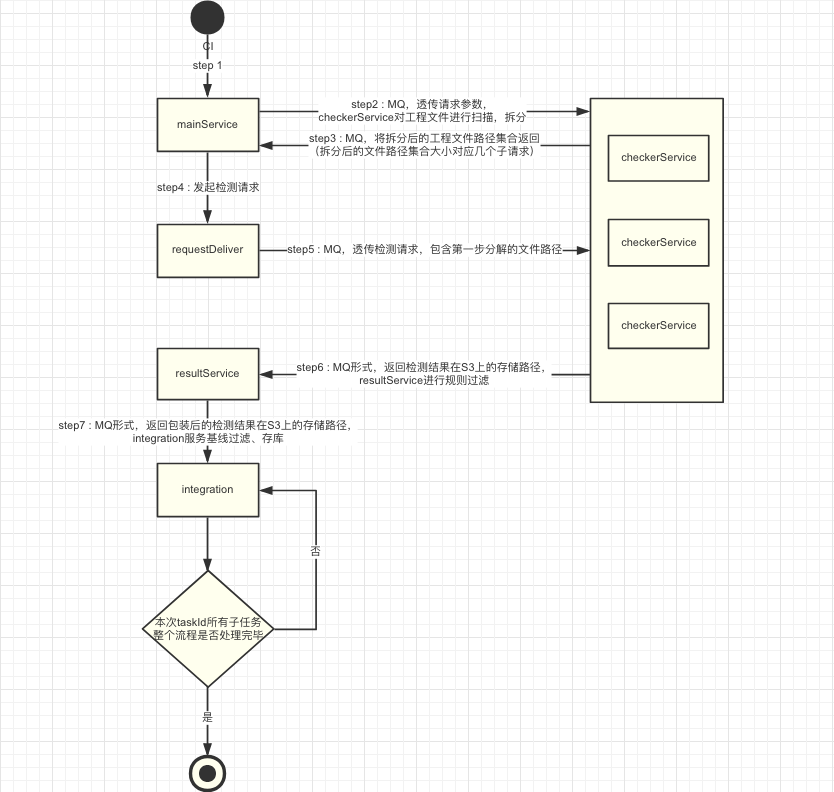 CI
step 1
mainService
step2 : MQ，透传请求参数，
checkerService对工程文件进行扫描，拆分
step3 : MQ，将拆分后的工程文件路径集合返回
（拆分后的文件路径集合大小对应几个子请求）
checkerService
step4 : 发起检测请求
requestDeliver
step5 : MQ，透传检测请求，包含第一步分解的文件路径
checkerService
checkerService
resultService
step6 : MQ形式，返回检测结果在S3上的存储路径，
resultService进行规则过滤
step7 : MQ形式，返回包装后的检测结果在S3上的存储路径，
integration服务基线过滤、存库
integration
否
本次taskId所有子任务
整个流程是否处理完毕
是